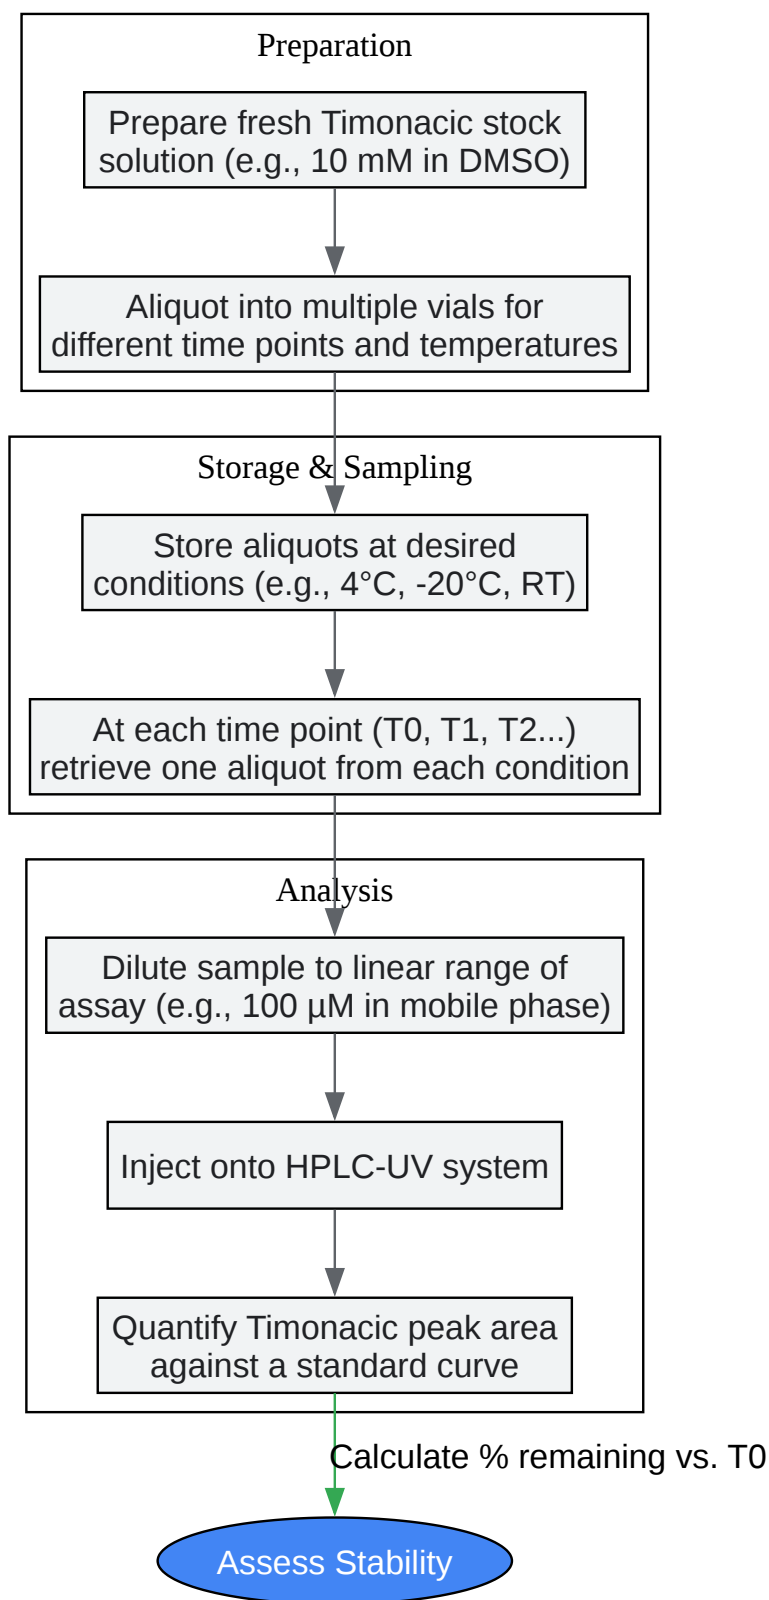 Preparation
Prepare fresh Timonacic stock
solution (e.g., 10 mM in DMSO)
Aliquot into multiple vials for
different time points and temperatures
Storage & Sampling
Store aliquots at desired
conditions (e.g., 4°C, -20°C, RT)
At each time point (T0, T1, T2...)
retrieve one aliquot from each condition
Analysis
Dilute sample to linear range of
assay (e.g., 100 µM in mobile phase)
Inject onto HPLC-UV system
Quantify Timonacic peak area
against a standard curve
Calculate % remaining vs. T0
Assess Stability